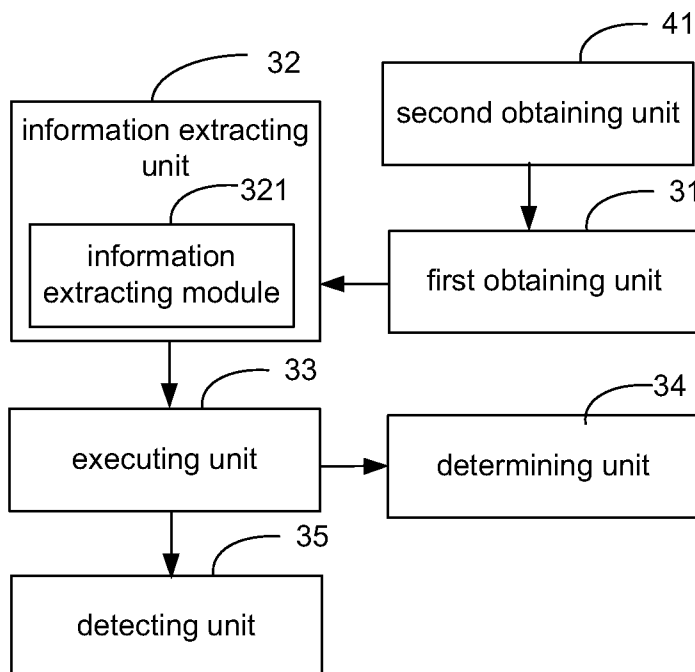 41
32
second obtaining unit
information extracting
unit
321
31
information
extracting module
first obtaining unit
33
34
executing unit
determining unit
35
detecting unit